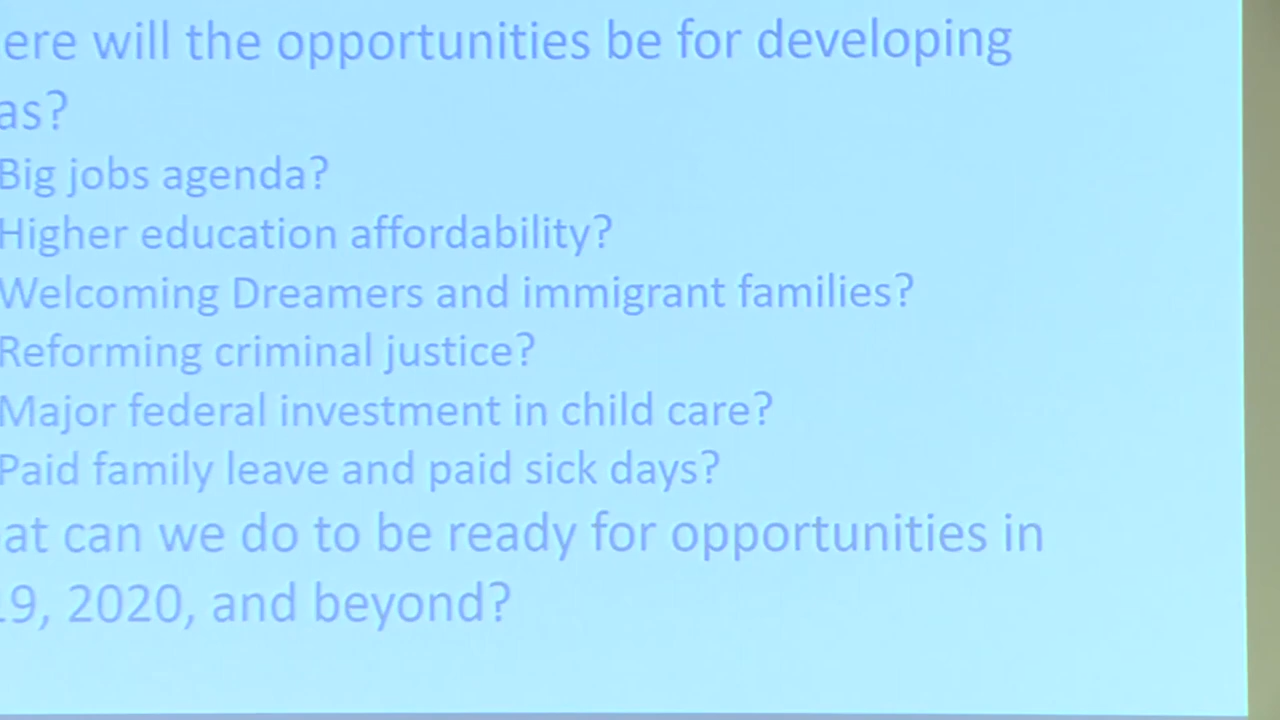 ere will the opportunities be for developing
as?
Big jobs agenda?
Higher education affordability?
Welcoming Dreamers and immigrant families?
Reforming criminal justice?
Major federal investment in child care?
Paid family leave and paid sick days?
at can we do to be ready for opportunities in
19, 2020, and beyond?